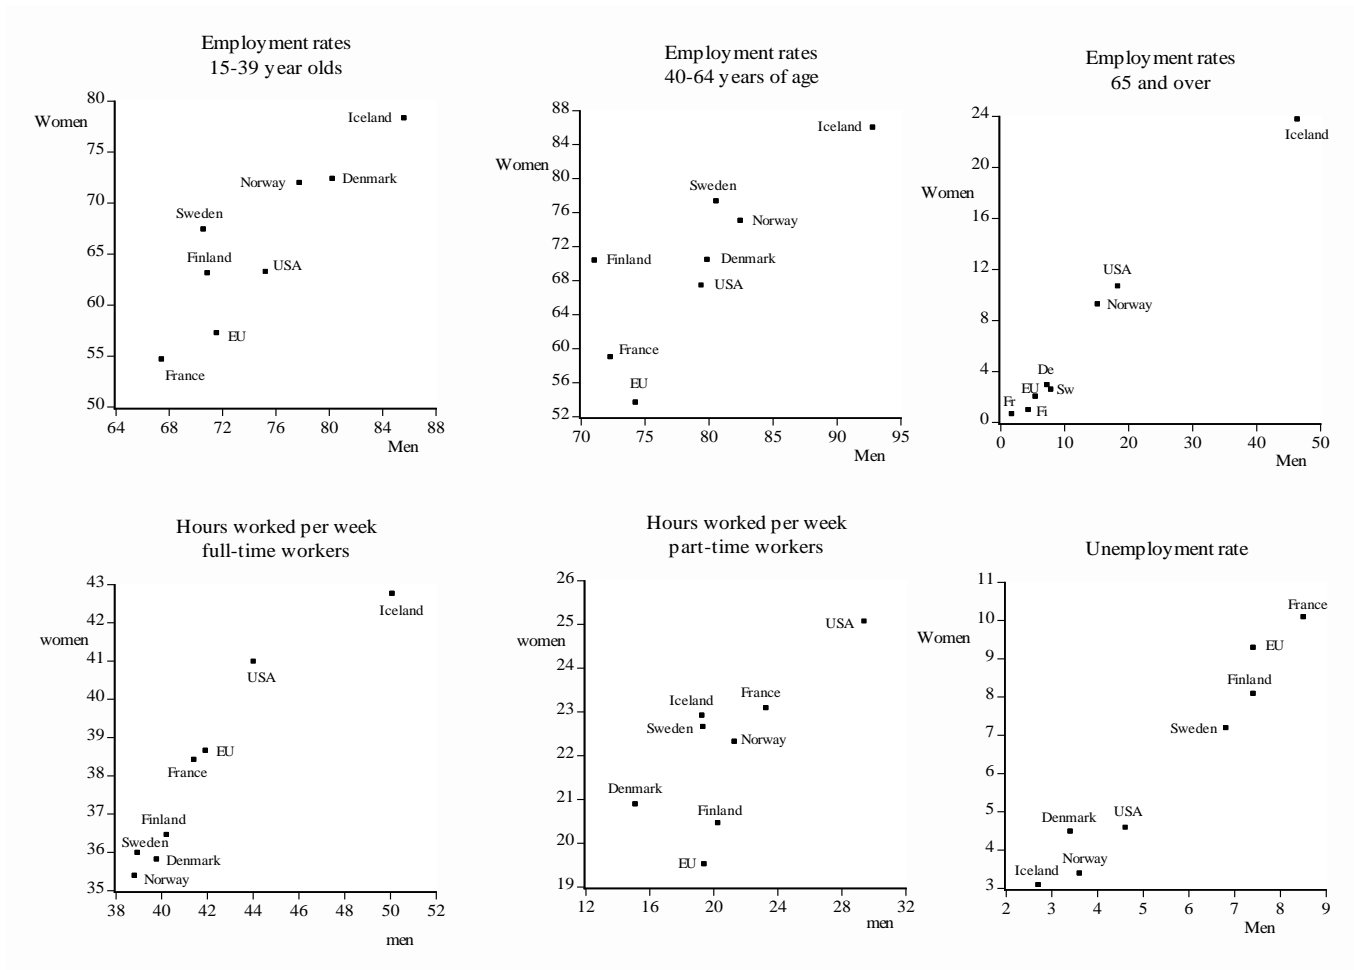 Employment rates
15-39 year olds
80
Women
75
70
65
60
55
50
64
68
72
76
80
84
88
Men
Iceland
Norway
Denmark
Sweden
Finland
USA
EU
France
Employment rates
40-64 years of age
88
84
Women
80
76
72
68
64
60
56
52
70
75
80
85
90
95
Men
Iceland
Sweden
Norway
Finland
Denmark
USA
France
EU
Employment rates
65 and over
24
20
Women
16
12
8
4
0
0
10
20
30
40
50
Men
Iceland
USA
Norway
De
EU
Sw
Fr
Fi
Hours worked per week
full-time workers
43
42
women
41
40
39
38
37
36
35
38
40
42
44
46
48
50
52
men
Iceland
USA
EU
France
Finland
Sweden
Denmark
Norway
Hours worked per week
part-time workers
26
25
women
24
23
22
21
20
19
12
16
20
24
28
32
men
USA
Iceland
France
Sweden
Norway
Denmark
Finland
EU
Unemployment rate
11
10
Women
9
8
7
6
5
4
3
2
3
4
5
6
7
8
9
Men
France
EU
Finland
Sweden
USA
Denmark
Norway
Iceland